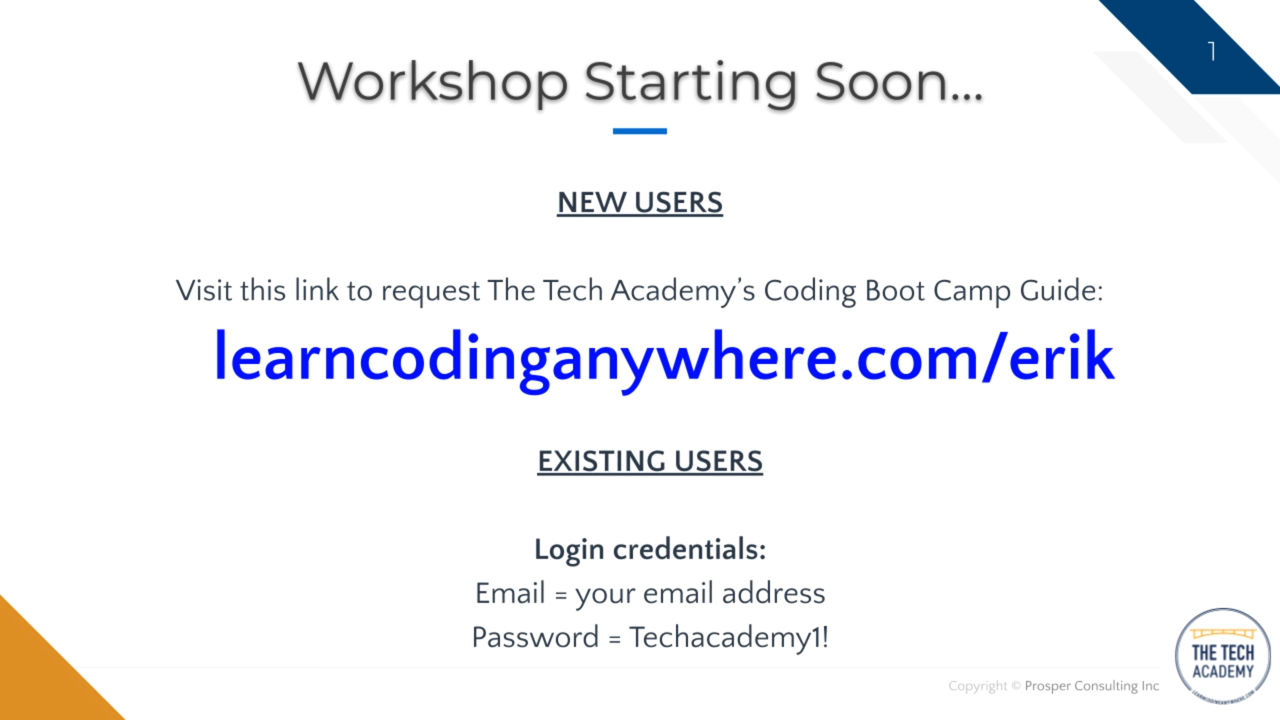 1
Workshop Starting Soon...
NEW USERS
Visit this link to request The Tech Academy’s Coding Boot Camp Guide:
learncodinganywhere.com/erik
EXISTING USERS
Login credentials:
Email = your email address
Password = Techacademy1!
THE TECH
ACADEMY
LEARNCODINGANYWHERE.COM
Copyright © Prosper Consulting Inc